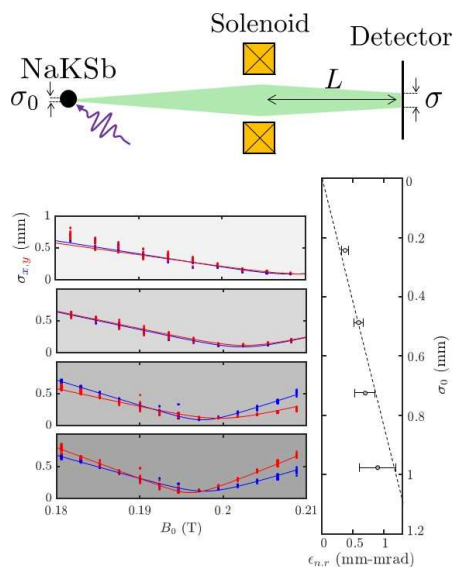 Solenoid
Detector
NaKSb
σ₀
L
σ
σx,y (mm)
1
0.5
0
0.5
0
0.5
0
0.5
0
0.18
0.19
0.2
0.21
B₀ (T)
0
0.2
0.4
0.6
0.8
1.0
1.2
σ₀ (mm)
0
0.5
1
ϵn,r (mm-mrad)